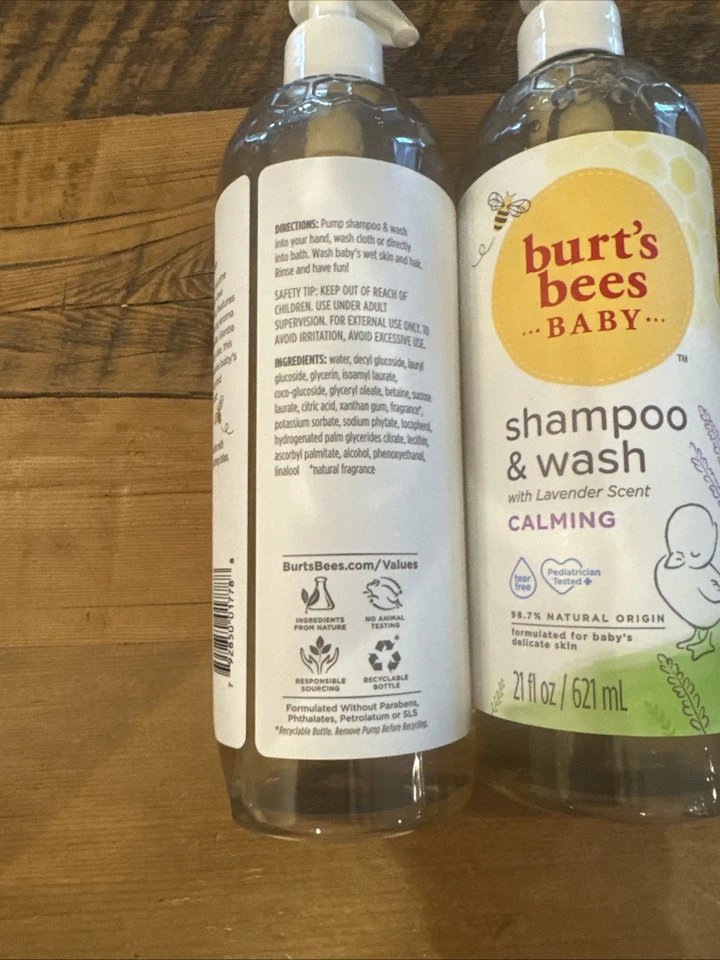 DIRECTIONS: Pump shampoo & wash
into your hand, wash cloth or directly
into bath. Wash baby's wet skin and hair.
Rinse and have fun!
SAFETY TIP: KEEP OUT OF REACH OF
CHILDREN. USE UNDER ADULT
SUPERVISION. FOR EXTERNAL USE ONLY. TO
AVOID IRRITATION, AVOID EXCESSIVE USE.
INGREDIENTS: water, decyl glucoside, lauryl
glucoside, glycerin, isoamyl laurate,
coco-glucoside, glyceryl oleate, betaine, sucrose
laurate, citric acid, xanthan gum, fragrance*,
potassium sorbate, sodium phytate, tocopherol,
hydrogenated palm glycerides citrate, lecithin,
ascorbyl palmitate, alcohol, phenoxyethanol,
linalool *natural fragrance
BurtsBees.com/Values
INGREDIENTS
FROM NATURE
NO ANIMAL
TESTING
RESPONSIBLE
SOURCING
RECYCLABLE
BOTTLE
Formulated Without Parabens,
Phthalates, Petrolatum or SLS
*Recyclable Bottle. Remove Pump Before Recycling.
7 92850 01778 8
burt's
bees
BABY
TM
shampoo
& wash
with Lavender Scent
CALMING
tear
free
Pediatrician
Tested
98.7% NATURAL ORIGIN
formulated for baby's
delicate skin
21 fl oz / 621 mL